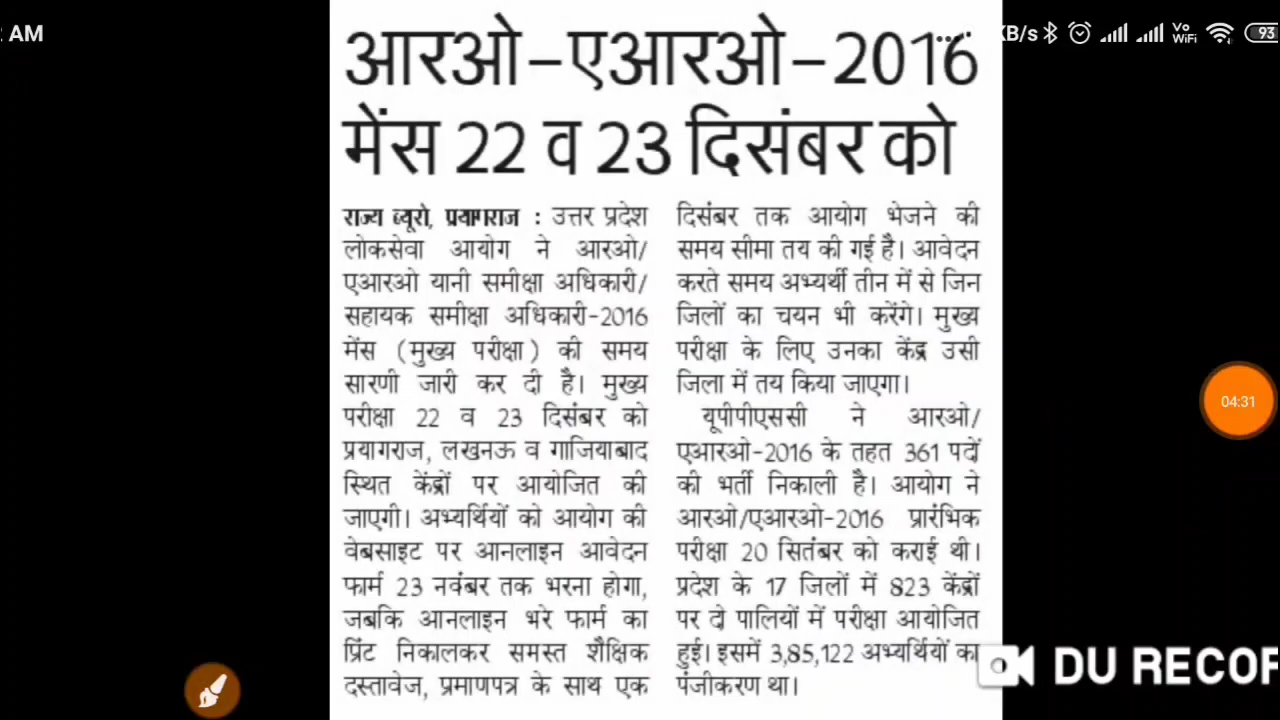 AM
KB/s
Vo
WiFi
93
आरओ-एआरओ-2016
मेंस 22 व 23 दिसंबर को
राज्य ब्यूरो, प्रयागराज : उत्तर प्रदेश
लोकसेवा आयोग ने आरओ/
एआरओ यानी समीक्षा अधिकारी/
सहायक समीक्षा अधिकारी-2016
मेंस (मुख्य परीक्षा) की समय
सारणी जारी कर दी है। मुख्य
परीक्षा 22 व 23 दिसंबर को
प्रयागराज, लखनऊ व गाजियाबाद
स्थित केंद्रों पर आयोजित की
जाएगी। अभ्यर्थियों को आयोग की
वेबसाइट पर आनलाइन आवेदन
फार्म 23 नवंबर तक भरना होगा,
जबकि आनलाइन भरे फार्म का
प्रिंट निकालकर समस्त शैक्षिक
दस्तावेज, प्रमाणपत्र के साथ एक
दिसंबर तक आयोग भेजने की
समय सीमा तय की गई है। आवेदन
करते समय अभ्यर्थी तीन में से जिन
जिलों का चयन भी करेंगे। मुख्य
परीक्षा के लिए उनका केंद्र उसी
जिला में तय किया जाएगा।
यूपीपीएससी ने आरओ/
एआरओ-2016 के तहत 361 पदों
की भर्ती निकाली है। आयोग ने
आरओ/एआरओ-2016 प्रारंभिक
परीक्षा 20 सितंबर को कराई थी।
प्रदेश के 17 जिलों में 823 केंद्रों
पर दो पालियों में परीक्षा आयोजित
हुई। इसमें 3,85,122 अभ्यर्थियों का
पंजीकरण था।
04:31
DU RECOR